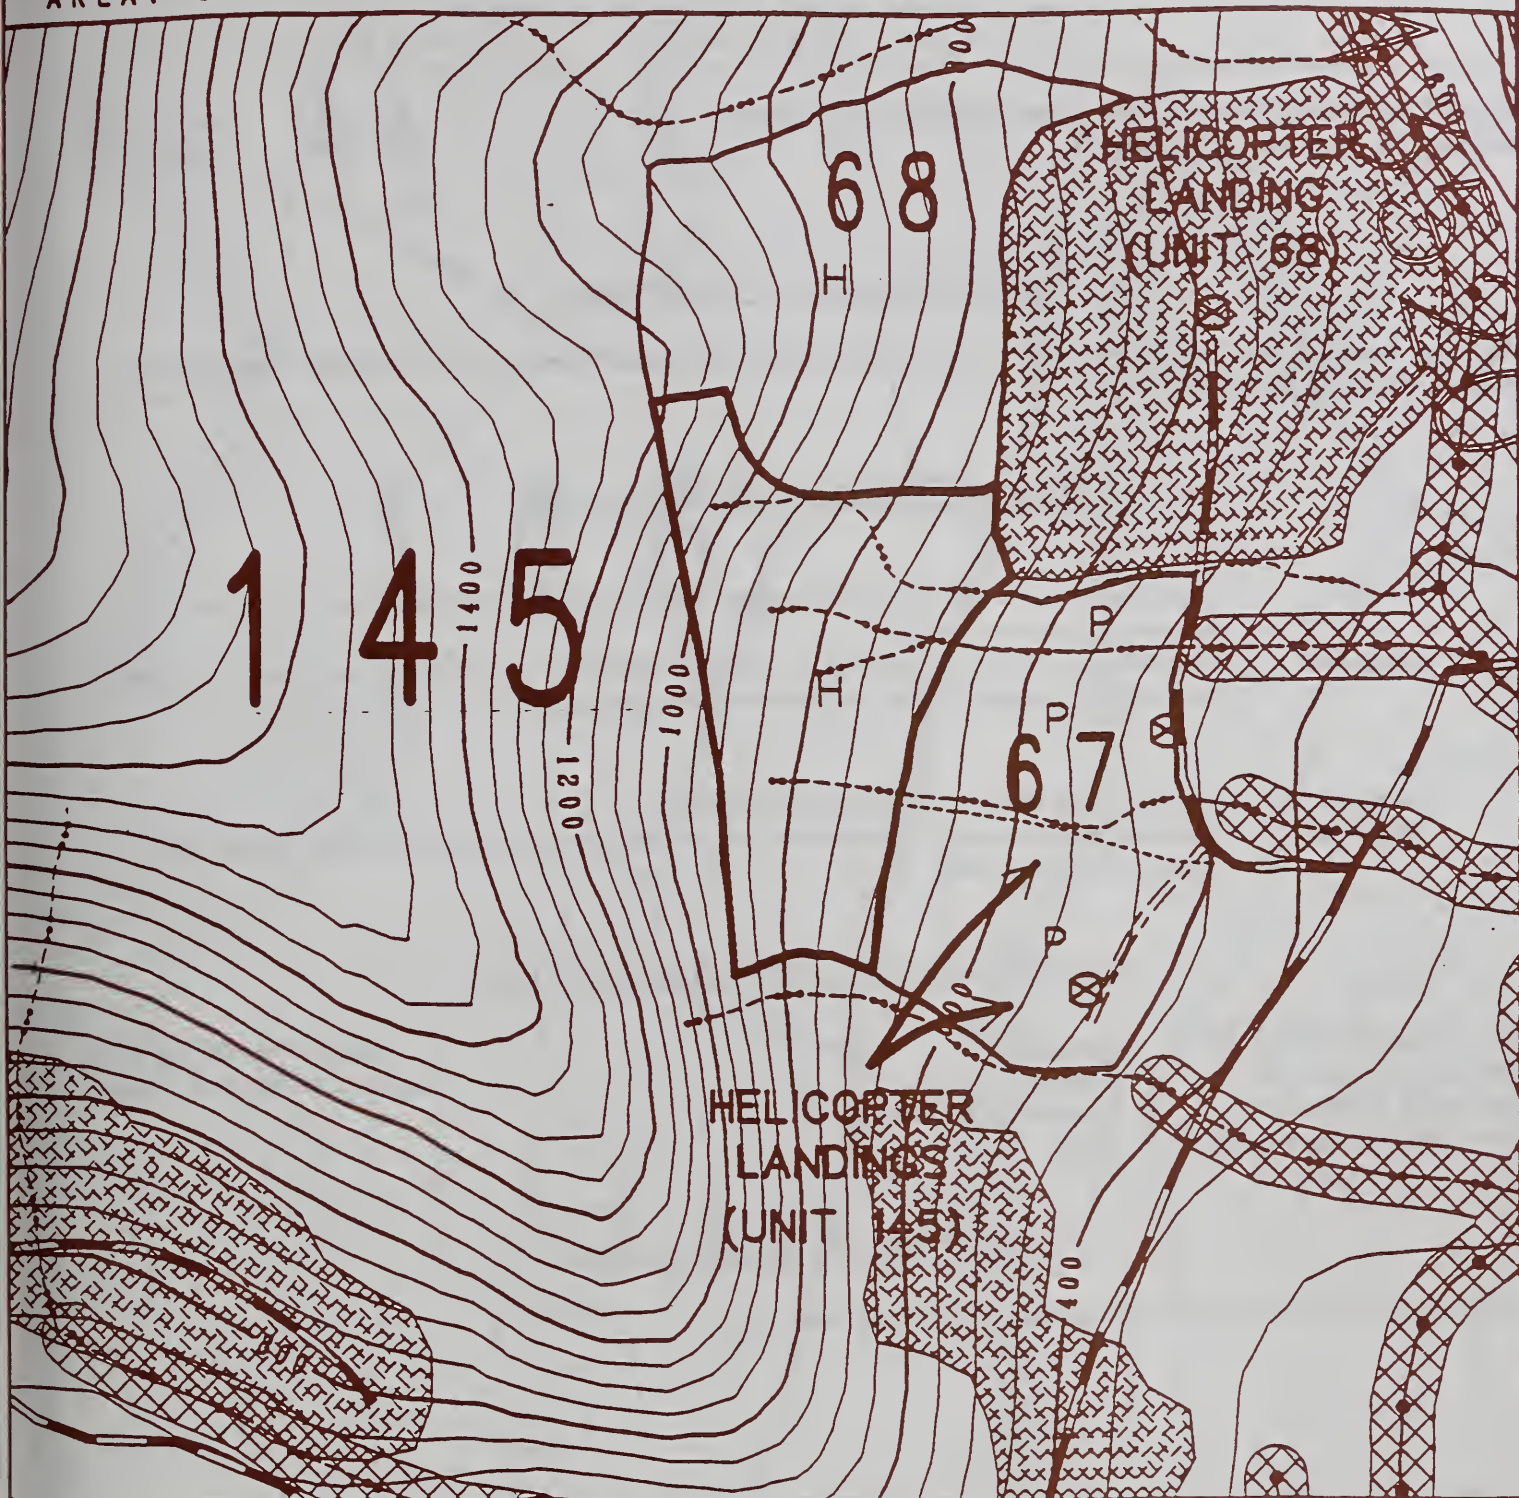 68
HELICOPTER
LANDING
(UNIT 68)
H
145
1400
1000
1200
P
H
P
67
P
HELICOPTER
LANDINGS
(UNIT 145)
400